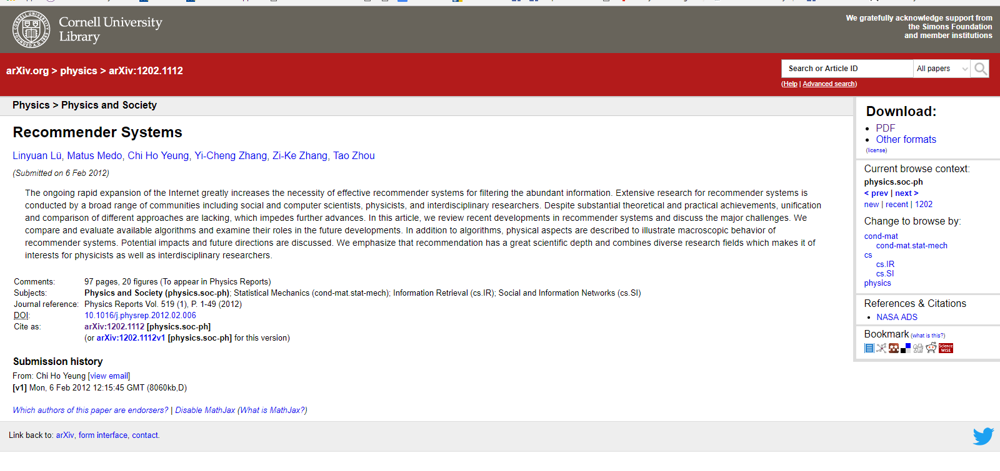 Cornell University
Library
We gratefully acknowledge support from
the Simons Foundation
and member institutions
arXiv.org > physics > arXiv:1202.1112
Search or Article ID
All papers
(Help | Advanced search)
Physics > Physics and Society
Recommender Systems
Linyuan Lü, Matus Medo, Chi Ho Yeung, Yi-Cheng Zhang, Zi-Ke Zhang, Tao Zhou
(Submitted on 6 Feb 2012)
The ongoing rapid expansion of the Internet greatly increases the necessity of effective recommender systems for filtering the abundant information. Extensive research for recommender systems is
conducted by a broad range of communities including social and computer scientists, physicists, and interdisciplinary researchers. Despite substantial theoretical and practical achievements, unification
and comparison of different approaches are lacking, which impedes further advances. In this article, we review recent developments in recommender systems and discuss the major challenges. We
compare and evaluate available algorithms and examine their roles in the future developments. In addition to algorithms, physical aspects are described to illustrate macroscopic behavior of
recommender systems. Potential impacts and future directions are discussed. We emphasize that recommendation has a great scientific depth and combines diverse research fields which makes it of
interests for physicists as well as interdisciplinary researchers.
Comments: 97 pages, 20 figures (To appear in Physics Reports)
Subjects: Physics and Society (physics.soc-ph); Statistical Mechanics (cond-mat.stat-mech); Information Retrieval (cs.IR); Social and Information Networks (cs.SI)
Journal reference: Physics Reports Vol. 519 (1), P. 1-49 (2012)
DOI: 10.1016/j.physrep.2012.02.006
Cite as: arXiv:1202.1112 [physics.soc-ph]
(or arXiv:1202.1112v1 [physics.soc-ph] for this version)
Submission history
From: Chi Ho Yeung [view email]
[v1] Mon, 6 Feb 2012 12:15:45 GMT (8060kb,D)
Which authors of this paper are endorsers? | Disable MathJax (What is MathJax?)
Link back to: arXiv, form interface, contact.
Download:
PDF
Other formats
(license)
Current browse context:
physics.soc-ph
< prev | next >
new | recent | 1202
Change to browse by:
cond-mat
cond-mat.stat-mech
cs
cs.IR
cs.SI
physics
References & Citations
NASA ADS
Bookmark (what is this?)
Science
WISE